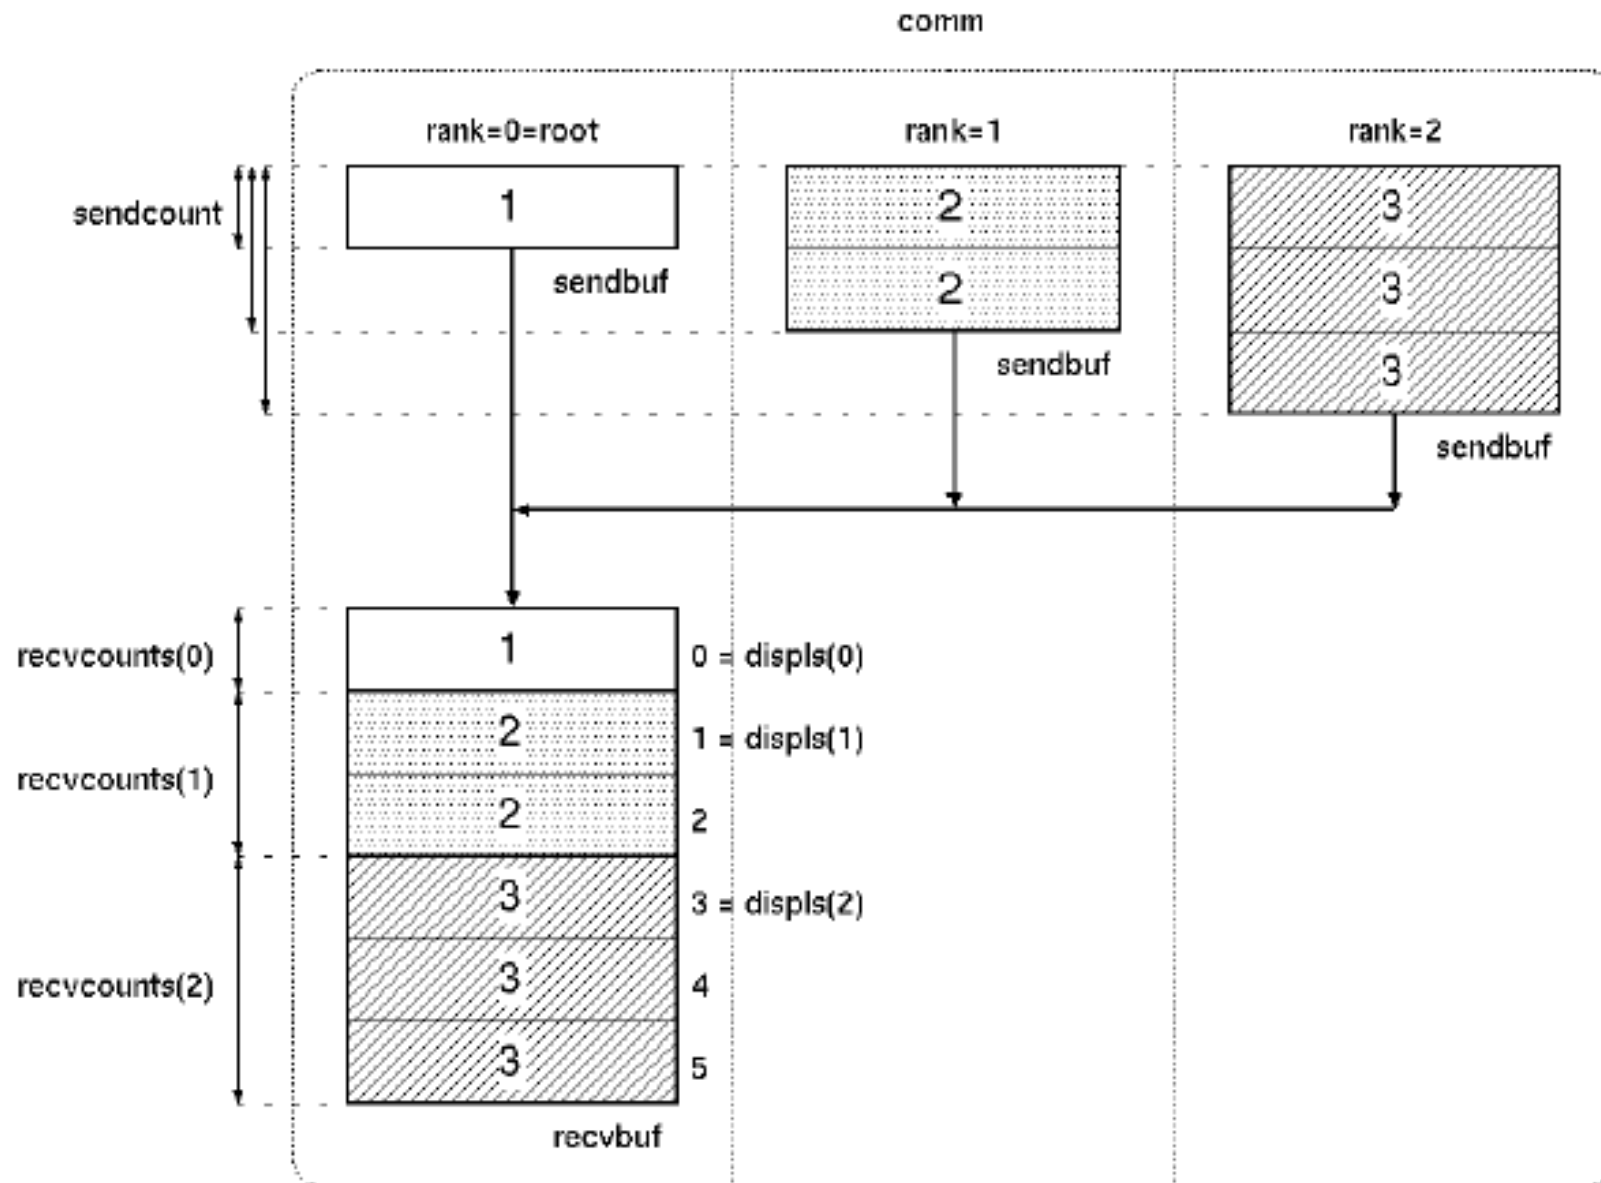 comm
rank=0=root
rank=1
rank=2
sendcount
1
2
3
sendbuf
2
3
sendbuf
3
sendbuf
recvcounts(0)
1
0 = displs(0)
2
1 = displs(1)
recvcounts(1)
2
2
3
3 = displs(2)
recvcounts(2)
3
4
3
5
recvbuf